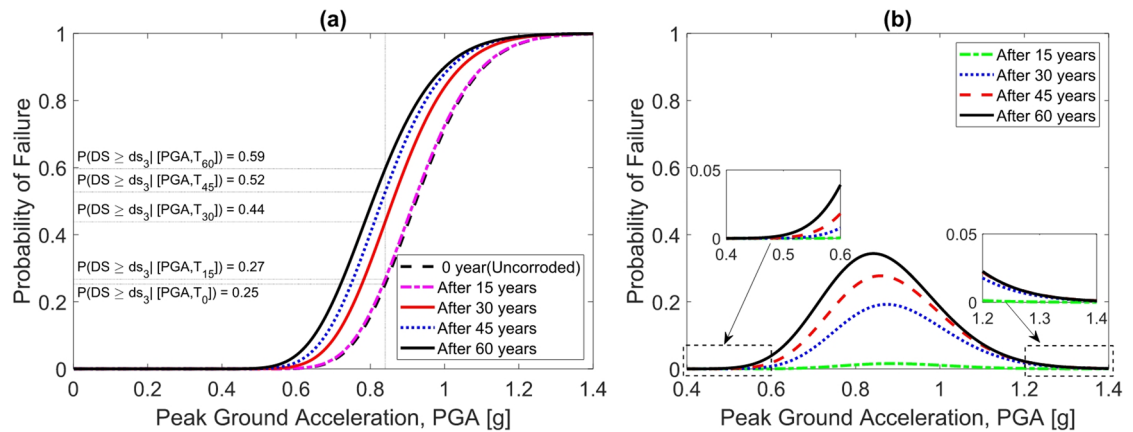 (a)
Probability of Failure
1
0.8
0.6
0.4
0.2
0
P(DS ≥ ds3| [PGA,T60]) = 0.59
P(DS ≥ ds3| [PGA,T45]) = 0.52
P(DS ≥ ds3| [PGA,T30]) = 0.44
P(DS ≥ ds3| [PGA,T15]) = 0.27
P(DS ≥ ds3| [PGA,T0]) = 0.25
0 year(Uncorroded)
After 15 years
After 30 years
After 45 years
After 60 years
0 0.2 0.4 0.6 0.8 1 1.2 1.4
Peak Ground Acceleration, PGA [g]
(b)
Probability of Failure
1
0.8
0.6
0.4
0.2
0
After 15 years
After 30 years
After 45 years
After 60 years
0.05
0
0.4 0.5 0.6
0.05
0
1.2 1.3 1.4
0.4 0.6 0.8 1 1.2 1.4
Peak Ground Acceleration, PGA [g]